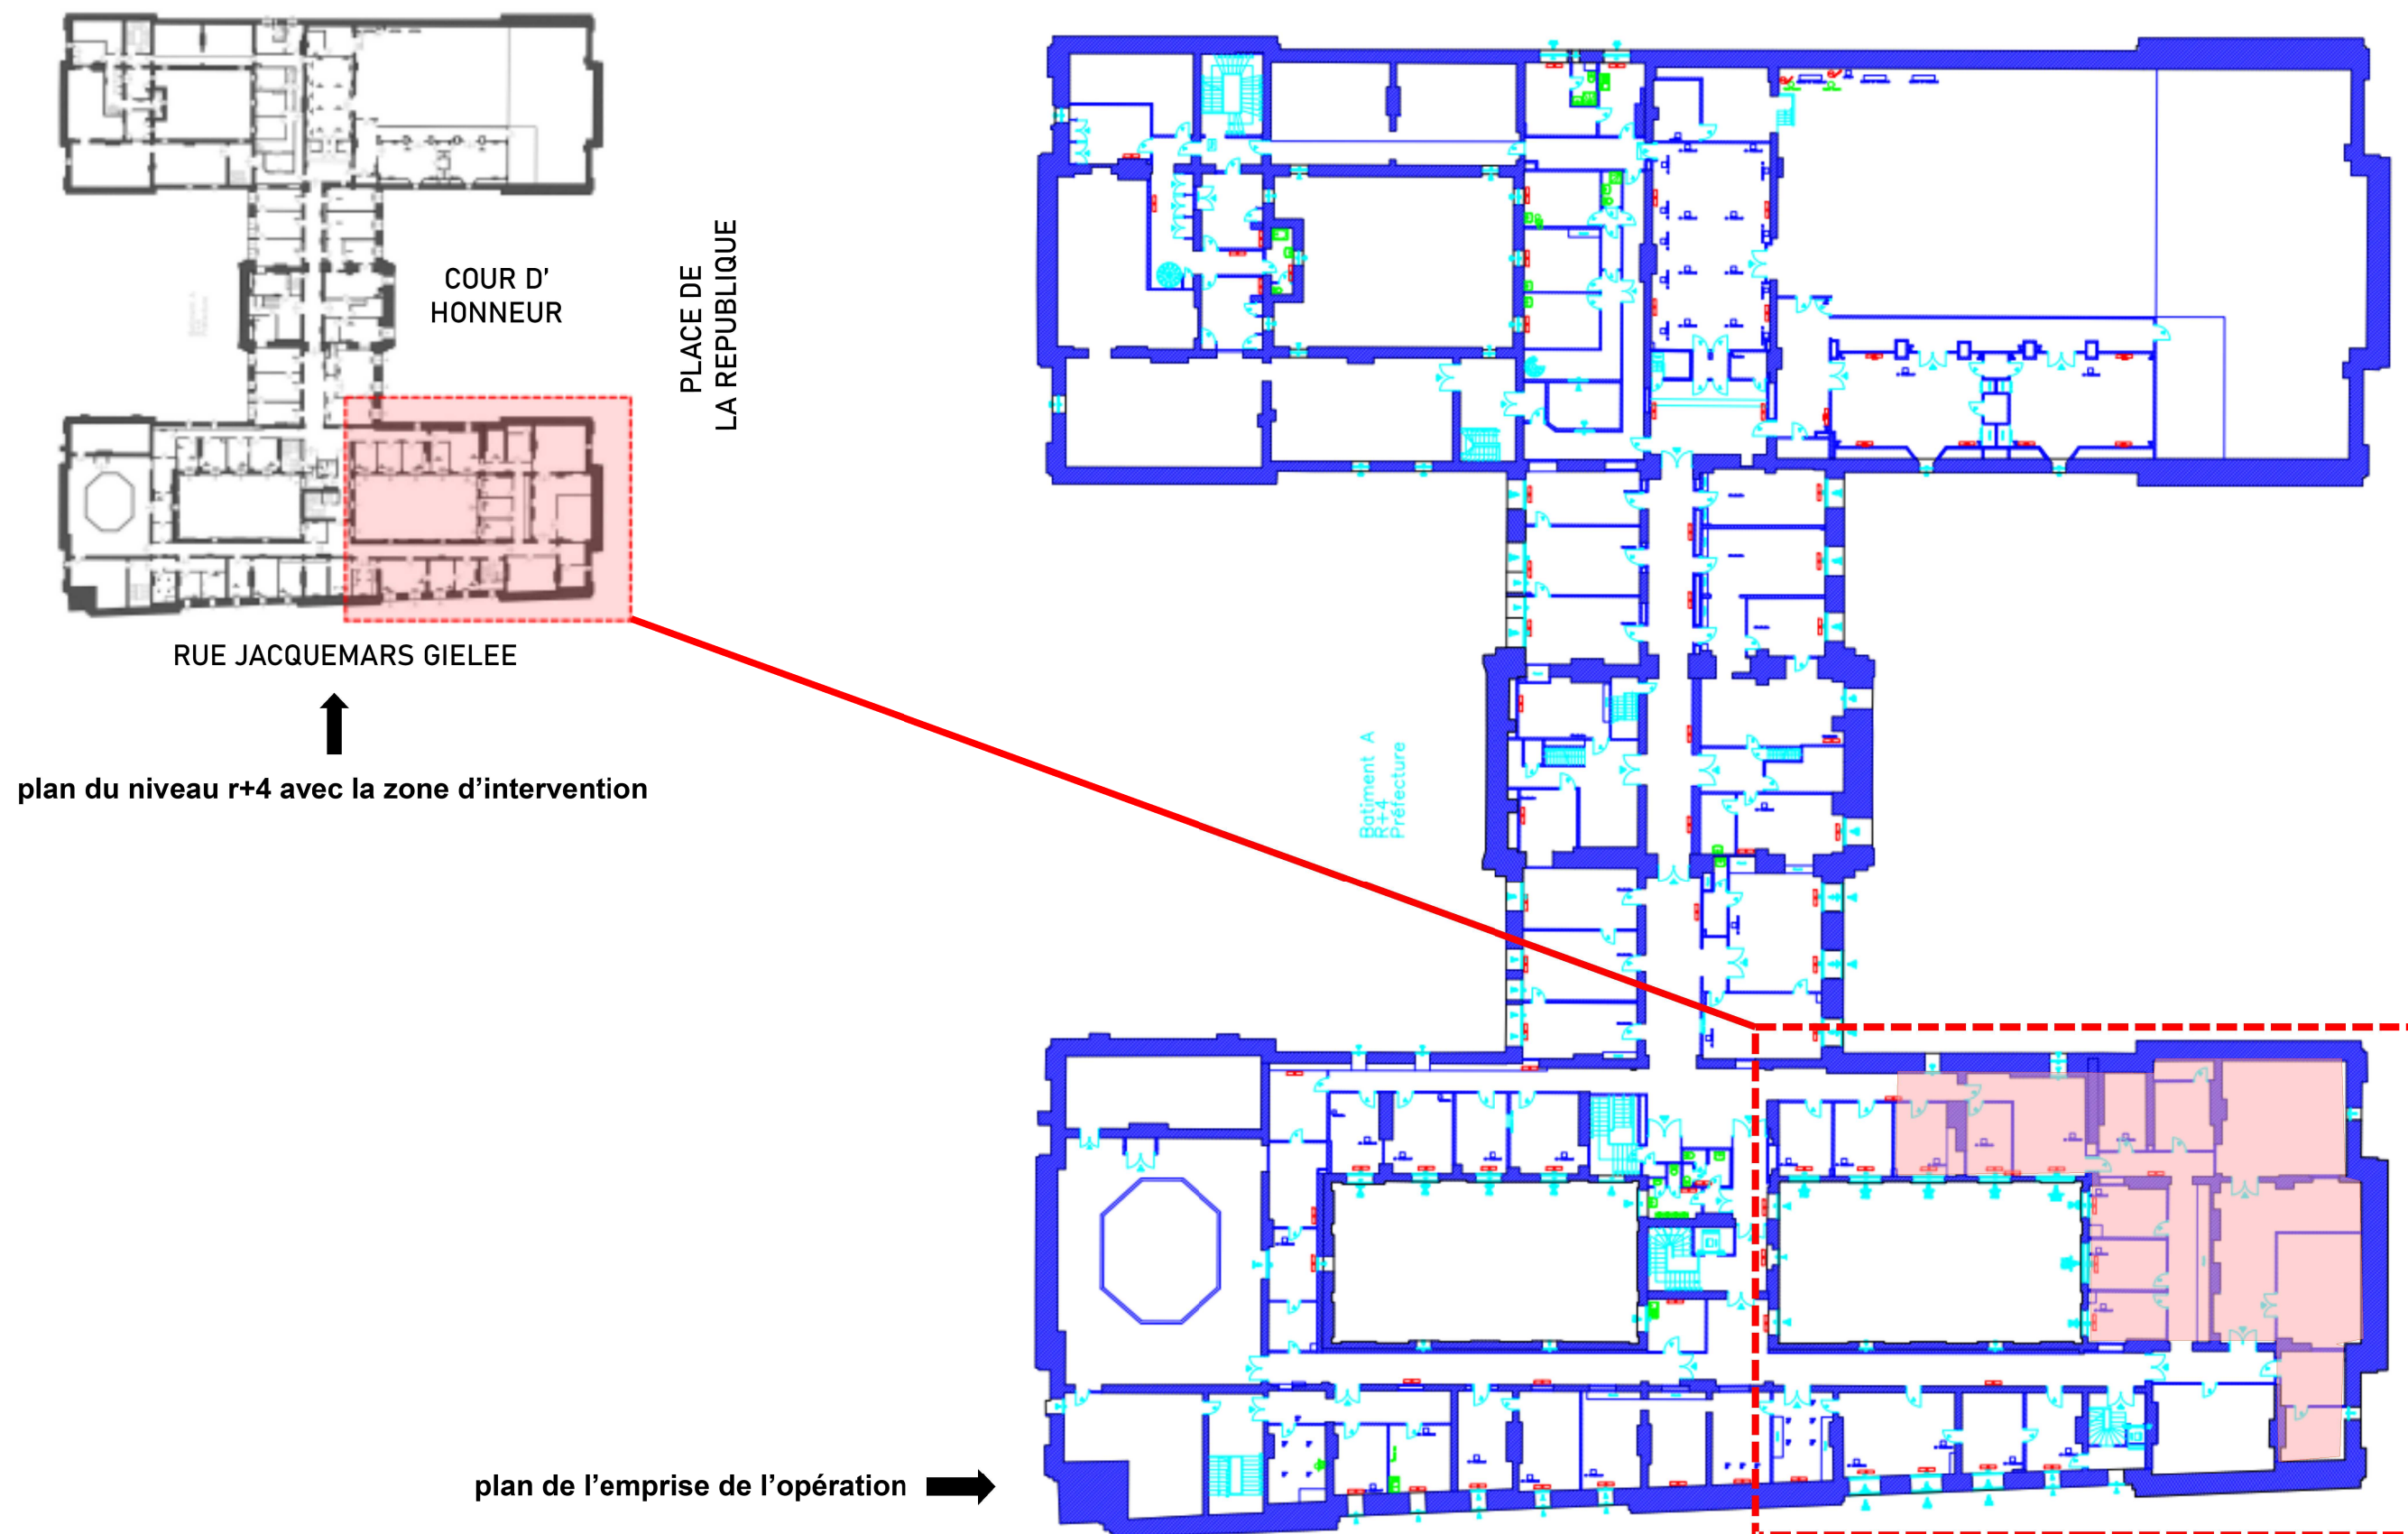 COUR D'
HONNEUR
PLACE DE
LA REPUBLIQUE
RUE JACQUEMARS GIELEE
plan du niveau r+4 avec la zone d’intervention
Batiment A
R+4
Préfecture
plan de l’emprise de l’opération